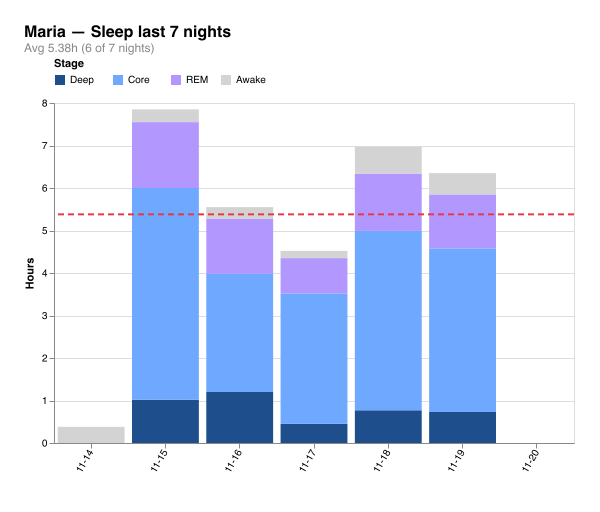 Maria — Sleep last 7 nights
Avg 5.38h (6 of 7 nights)
Stage
Deep Core REM Awake
8
7
6
5
4
3
2
1
0
Hours
11-14 11-15 11-16 11-17 11-18 11-19 11-20